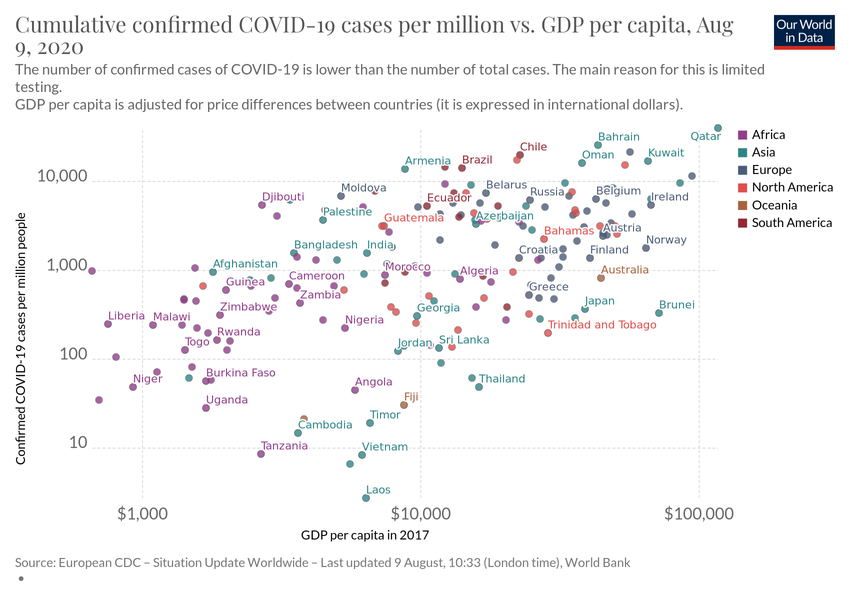 Cumulative confirmed COVID-19 cases per million vs. GDP per capita, Aug
9, 2020
Our World
in Data
The number of confirmed cases of COVID-19 is lower than the number of total cases. The main reason for this is limited
testing.
GDP per capita is adjusted for price differences between countries (it is expressed in international dollars).
Confirmed COVID-19 cases per million people
10,000
1,000
100
10
Qatar
Bahrain
Chile
Oman
Kuwait
Armenia
Brazil
Moldova
Belarus
Russia
Belgium
Djibouti
Ecuador
Ireland
Palestine
Guatemala
Azerbaijan
Bahamas
Austria
Bangladesh
India
Croatia
Finland
Norway
Afghanistan
Cameroon
Morocco
Algeria
Australia
Guinea
Greece
Zambia
Zimbabwe
Georgia
Japan
Brunei
Liberia
Malawi
Nigeria
Trinidad and Tobago
Rwanda
Togo
Jordan
Sri Lanka
Niger
Burkina Faso
Angola
Thailand
Uganda
Fiji
Cambodia
Timor
Tanzania
Vietnam
Laos
$1,000
$10,000
$100,000
GDP per capita in 2017
Africa
Asia
Europe
North America
Oceania
South America
Source: European CDC – Situation Update Worldwide – Last updated 9 August, 10:33 (London time), World Bank
•